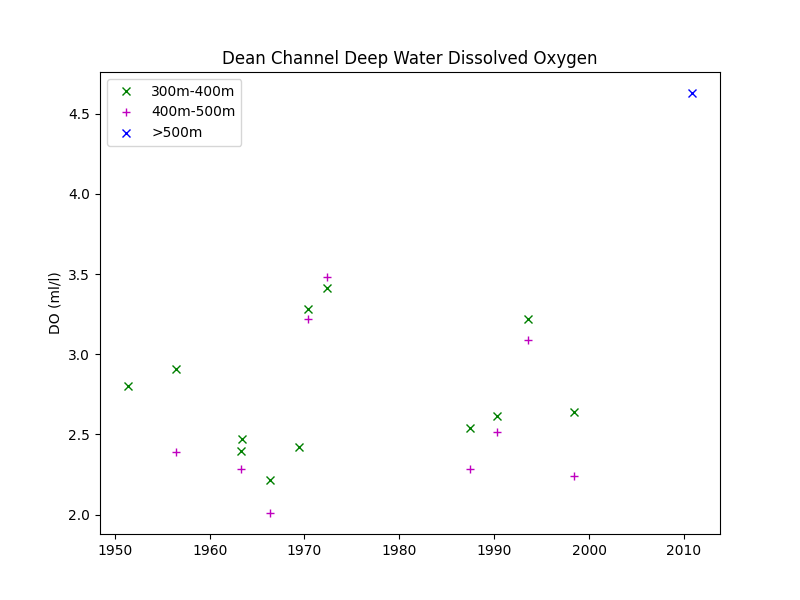 Dean Channel Deep Water Dissolved Oxygen
300m-400m
400m-500m
>500m
DO (ml/l)
4.5
4.0
3.5
3.0
2.5
2.0
1950 1960 1970 1980 1990 2000 2010